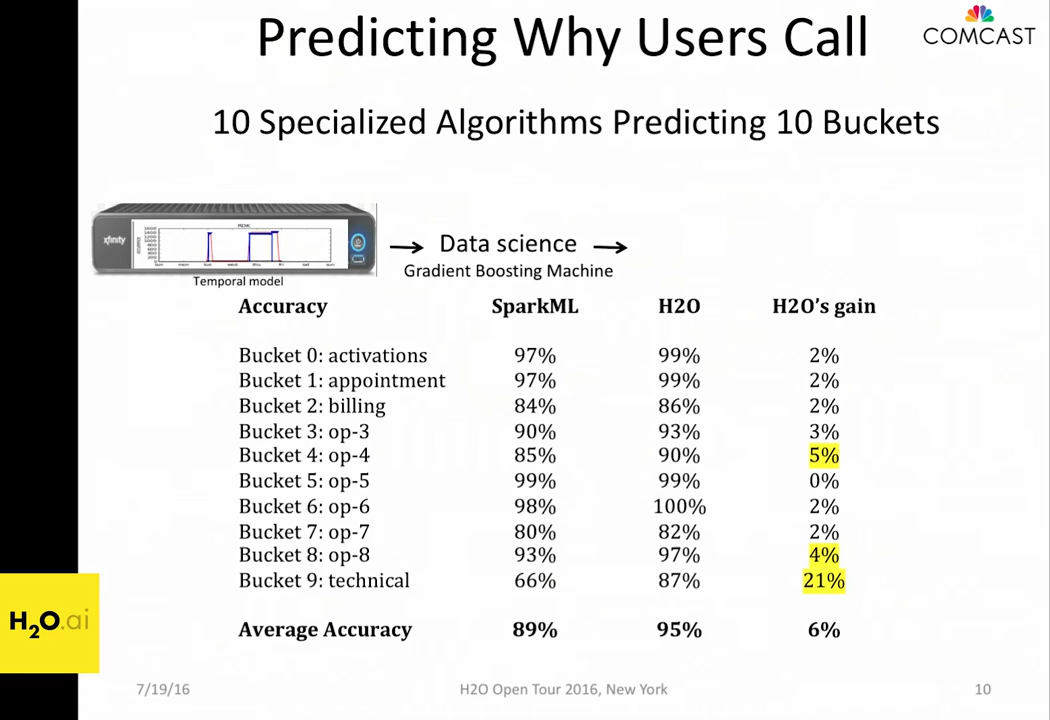 Predicting Why Users Call
COMCAST
10 Specialized Algorithms Predicting 10 Buckets
xfinity
Temporal model
Data science
Gradient Boosting Machine
Accuracy SparkML H2O H2O's gain
Bucket 0: activations 97% 99% 2%
Bucket 1: appointment 97% 99% 2%
Bucket 2: billing 84% 86% 2%
Bucket 3: op-3 90% 93% 3%
Bucket 4: op-4 85% 90% 5%
Bucket 5: op-5 99% 99% 0%
Bucket 6: op-6 98% 100% 2%
Bucket 7: op-7 80% 82% 2%
Bucket 8: op-8 93% 97% 4%
Bucket 9: technical 66% 87% 21%
Average Accuracy 89% 95% 6%
H2O.ai
7/19/16 H2O Open Tour 2016, New York 10